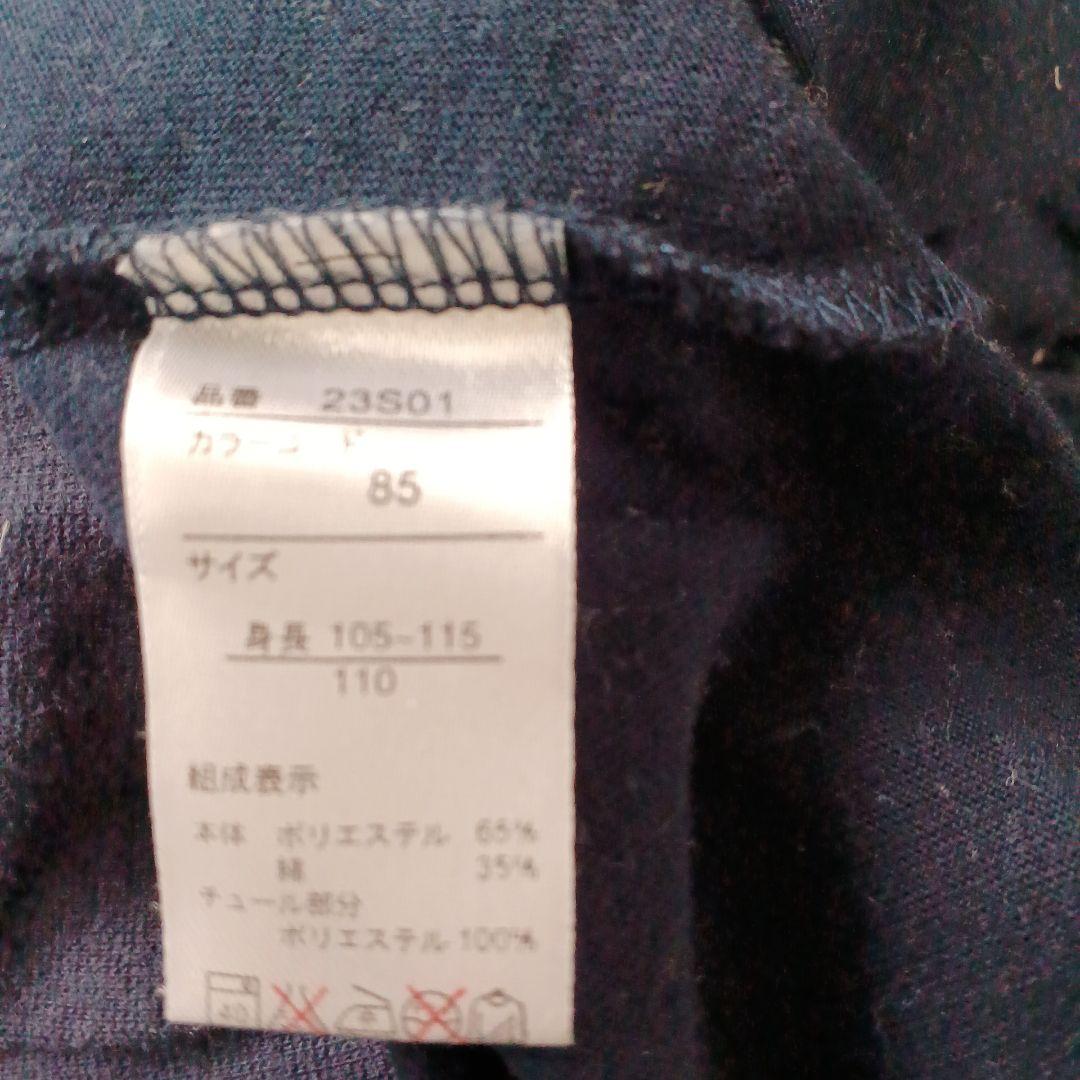 品番 23S01
カラーコード
85
サイズ
身長 105~115
110
組成表示
本体 ポリエステル 65%
綿 35%
チュール部分
ポリエステル 100%
40